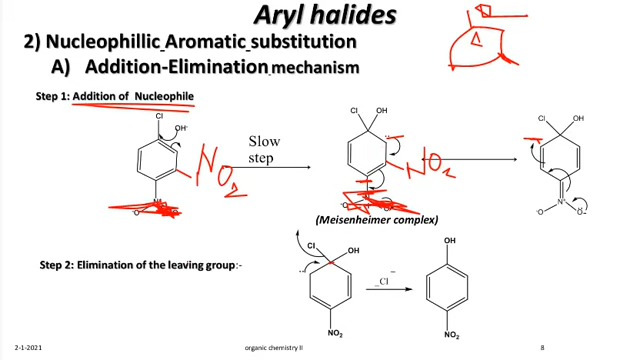 Aryl halides
2) Nucleophillic Aromatic substitution
A) Addition-Elimination mechanism
Step 1: Addition of Nucleophile
Cl
OH-
NO2
Slow
step
Cl OH
NO2
(Meisenheimer complex)
Cl OH
N+
-O O-
Step 2: Elimination of the leaving group:-
Cl OH
NO2
_Cl −
OH
NO2
2-1-2021 organic chemistry II 8